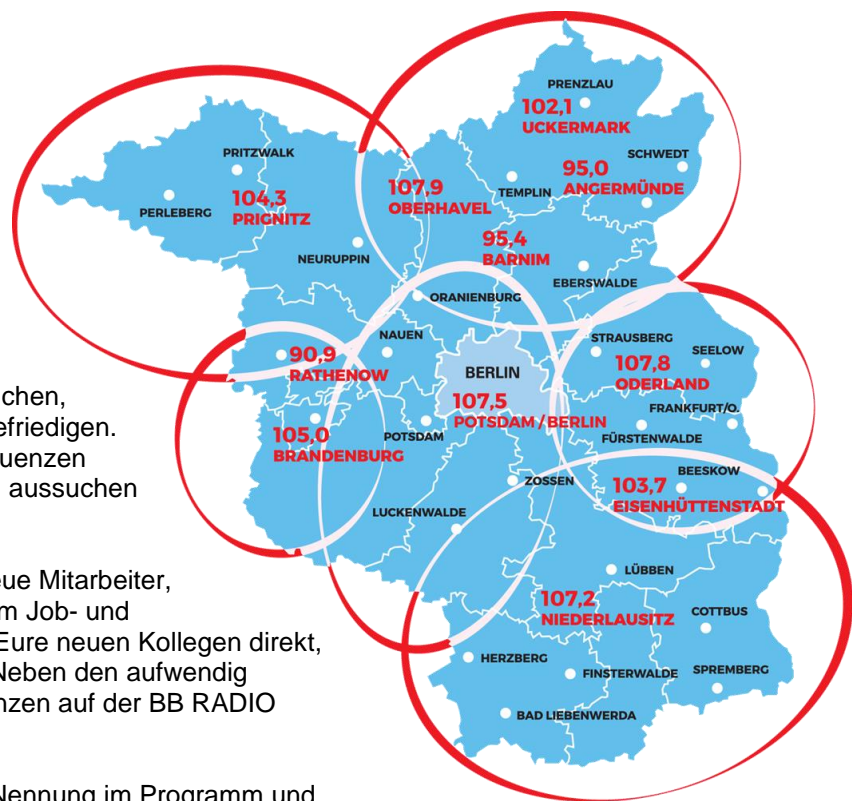 PRENZLAU
102,1
UCKERMARK
SCHWEDT
95,0
ANGERMÜNDE
TEMPLIN
PRITZWALK
104,3
PRIGNITZ
PERLEBERG
107,9
OBERHAVEL
NEURUPPIN
95,4
BARNIM
EBERSWALDE
ORANIENBURG
NAUEN
90,9
RATHENOW
BERLIN
107,5
POTSDAM / BERLIN
STRAUSBERG
SEELOW
107,8
ODERLAND
FRANKFURT/O.
FÜRSTENWALDE
105,0
BRANDENBURG
POTSDAM
BEESKOW
103,7
EISENHÜTTENSTADT
ZOSSEN
LUCKENWALDE
LÜBBEN
107,2
NIEDERLAUSITZ
COTTBUS
HERZBERG
FINSTERWALDE
SPREMBERG
BAD LIEBENWERDA
chen,
efriedigen.
uenzen
aussuchen
eue Mitarbeiter,
m Job- und
Eure neuen Kollegen direkt,
Neben den aufwendig
nzen auf der BB RADIO
Nennung im Programm und